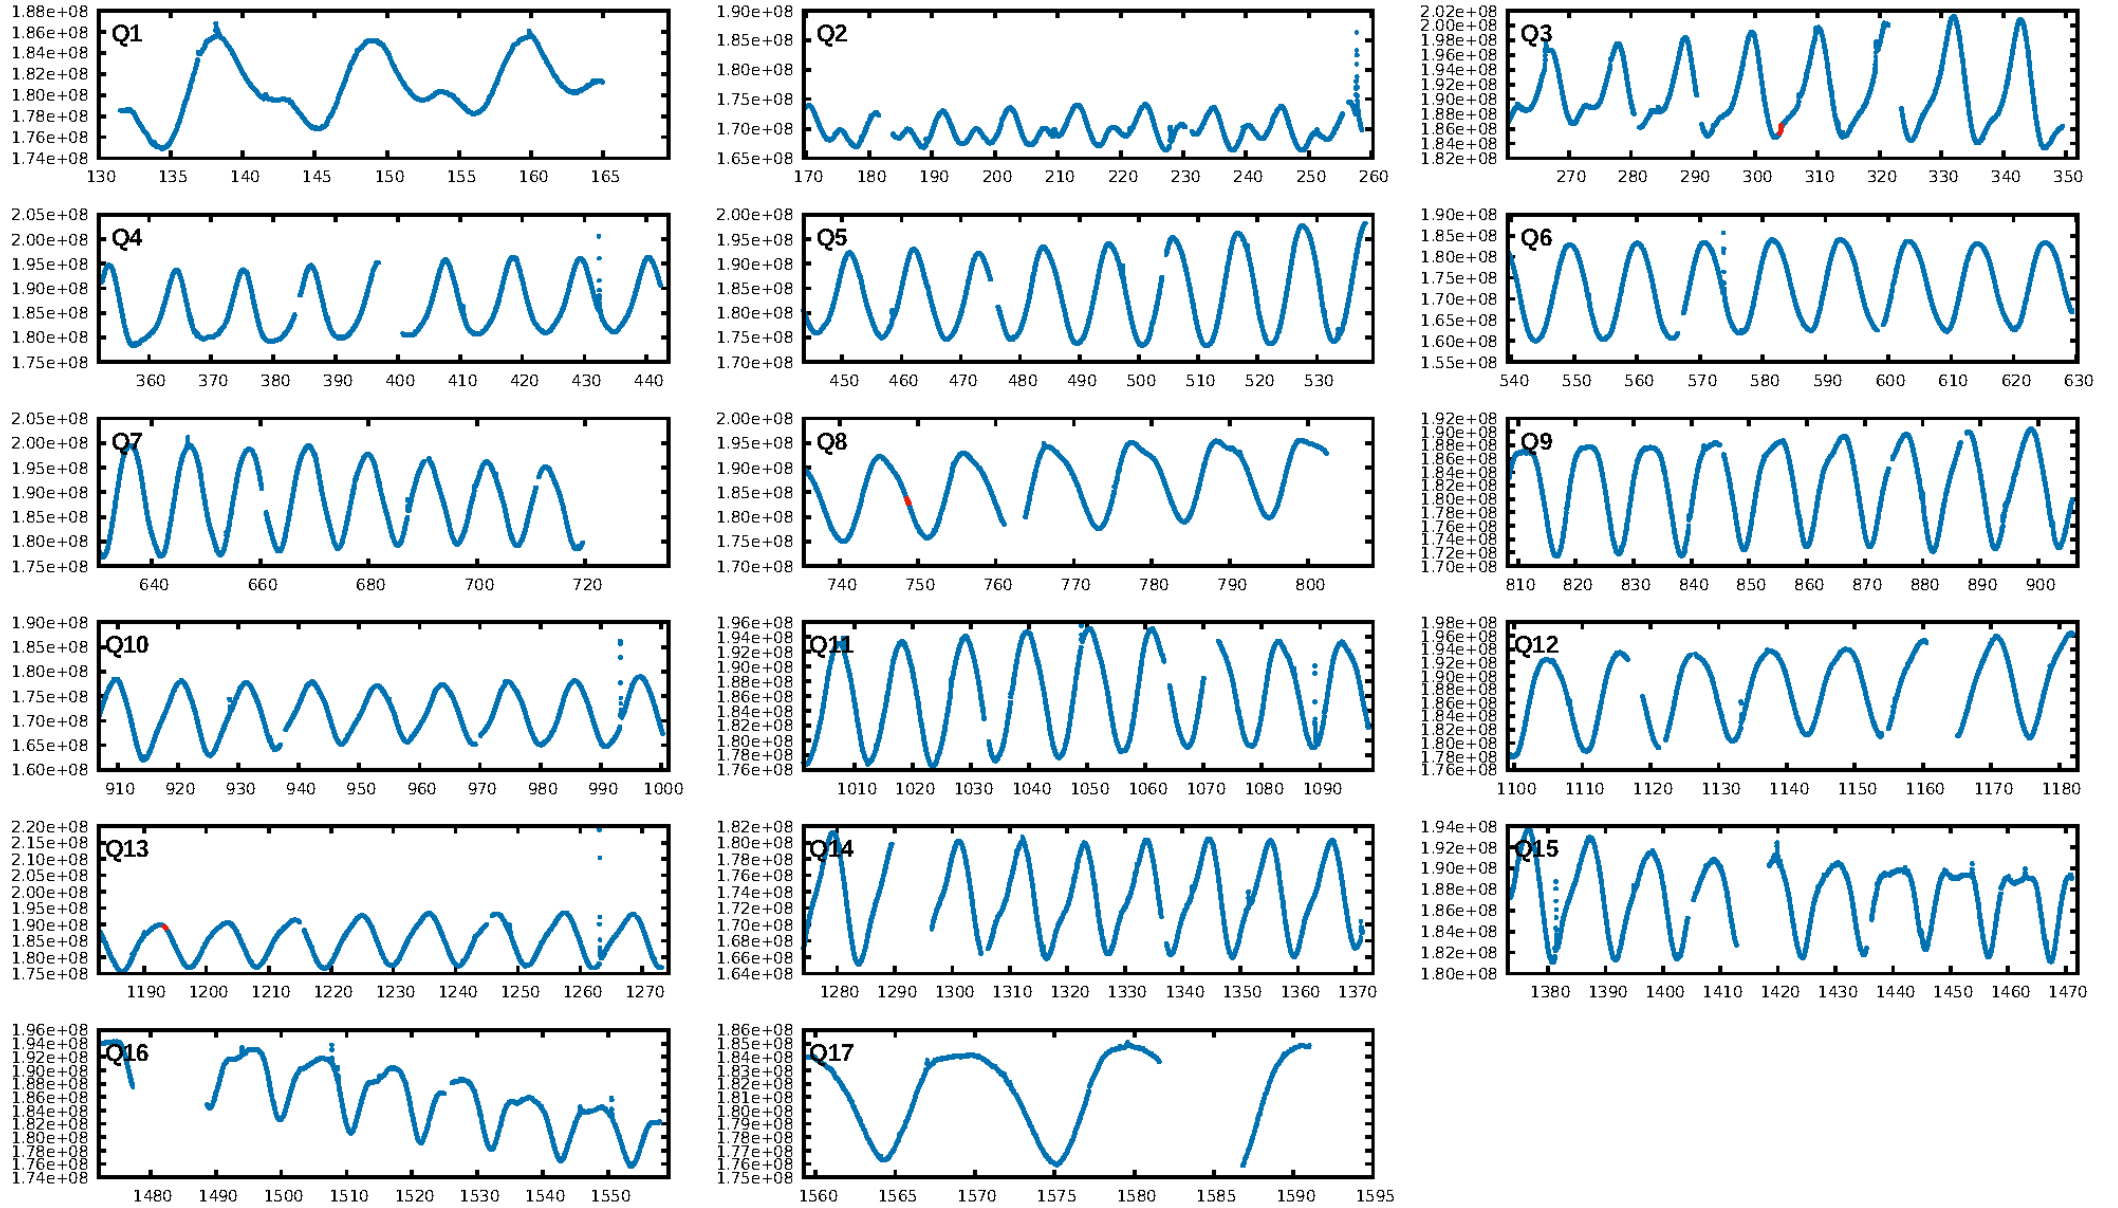 1.88e+08 1.86e+08 1.84e+08 1.82e+08 1.80e+08 1.78e+08 1.76e+08 1.74e+08
Q1
130 135 140 145 150 155 160 165
1.90e+08 1.85e+08 1.80e+08 1.75e+08 1.70e+08 1.65e+08
Q2
170 180 190 200 210 220 230 240 250 260
2.02e+08 2.00e+08 1.98e+08 1.96e+08 1.94e+08 1.92e+08 1.90e+08 1.88e+08 1.86e+08 1.84e+08 1.82e+08
Q3
270 280 290 300 310 320 330 340 350
2.05e+08 2.00e+08 1.95e+08 1.90e+08 1.85e+08 1.80e+08 1.75e+08
Q4
360 370 380 390 400 410 420 430 440
2.00e+08 1.95e+08 1.90e+08 1.85e+08 1.80e+08 1.75e+08 1.70e+08
Q5
450 460 470 480 490 500 510 520 530
1.90e+08 1.85e+08 1.80e+08 1.75e+08 1.70e+08 1.65e+08 1.60e+08 1.55e+08
Q6
540 550 560 570 580 590 600 610 620 630
2.05e+08 2.00e+08 1.95e+08 1.90e+08 1.85e+08 1.80e+08 1.75e+08
Q7
640 660 680 700 720
2.00e+08 1.95e+08 1.90e+08 1.85e+08 1.80e+08 1.75e+08 1.70e+08
Q8
740 750 760 770 780 790 800
1.92e+08 1.90e+08 1.88e+08 1.86e+08 1.84e+08 1.82e+08 1.80e+08 1.78e+08 1.76e+08 1.74e+08 1.72e+08 1.70e+08
Q9
810 820 830 840 850 860 870 880 890 900
1.90e+08 1.85e+08 1.80e+08 1.75e+08 1.70e+08 1.65e+08 1.60e+08
Q10
910 920 930 940 950 960 970 980 990 1000
1.96e+08 1.94e+08 1.92e+08 1.90e+08 1.88e+08 1.86e+08 1.84e+08 1.82e+08 1.80e+08 1.78e+08 1.76e+08
Q11
1010 1020 1030 1040 1050 1060 1070 1080 1090
1.98e+08 1.96e+08 1.94e+08 1.92e+08 1.90e+08 1.88e+08 1.86e+08 1.84e+08 1.82e+08 1.80e+08 1.78e+08 1.76e+08
Q12
1100 1110 1120 1130 1140 1150 1160 1170 1180
2.20e+08 2.15e+08 2.10e+08 2.05e+08 2.00e+08 1.95e+08 1.90e+08 1.85e+08 1.80e+08 1.75e+08
Q13
1190 1200 1210 1220 1230 1240 1250 1260 1270
1.82e+08 1.80e+08 1.78e+08 1.76e+08 1.74e+08 1.72e+08 1.70e+08 1.68e+08 1.66e+08 1.64e+08
Q14
1280 1290 1300 1310 1320 1330 1340 1350 1360 1370
1.94e+08 1.92e+08 1.90e+08 1.88e+08 1.86e+08 1.84e+08 1.82e+08 1.80e+08
Q15
1380 1390 1400 1410 1420 1430 1440 1450 1460 1470
1.96e+08 1.94e+08 1.92e+08 1.90e+08 1.88e+08 1.86e+08 1.84e+08 1.82e+08 1.80e+08 1.78e+08 1.76e+08 1.74e+08
Q16
1480 1490 1500 1510 1520 1530 1540 1550
1.86e+08 1.85e+08 1.84e+08 1.83e+08 1.82e+08 1.81e+08 1.80e+08 1.79e+08 1.78e+08 1.77e+08 1.76e+08 1.75e+08
Q17
1560 1565 1570 1575 1580 1585 1590 1595